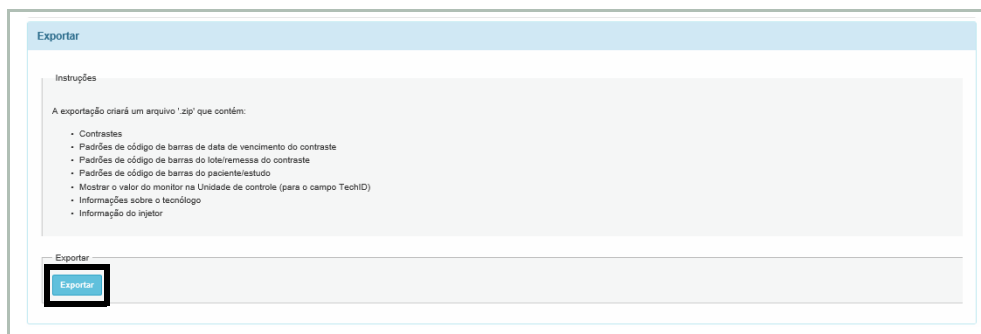 Exportar
Instruções
A exportação criará um arquivo '.zip' que contém:
• Contrastes
• Padrões de código de barras de data de vencimento do contraste
• Padrões de código de barras do lote/remessa do contraste
• Padrões de código de barras do paciente/estudo
• Mostrar o valor do monitor na Unidade de controle (para o campo TechID)
• Informações sobre o tecnólogo
• Informação do injetor
Exportar
Exportar